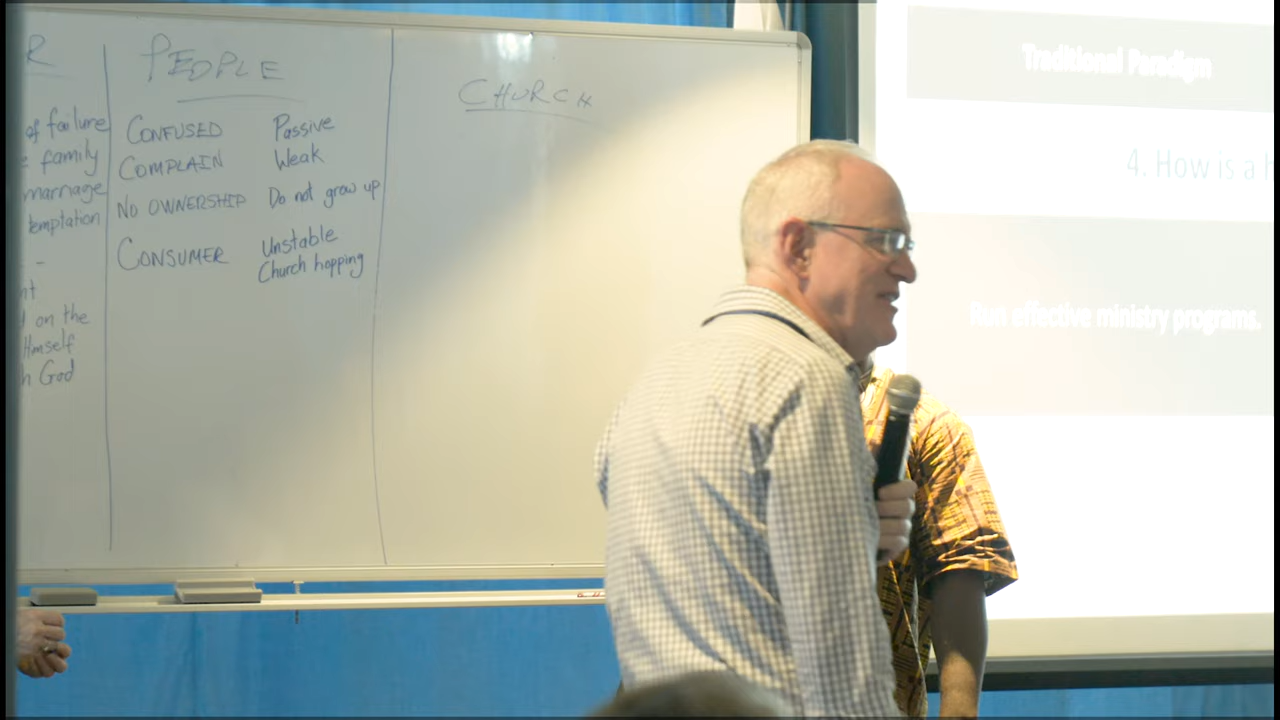 R
of failure
family
marriage
temptation
-
nt
on the
Himself
h God
PEOPLE
CONFUSED
COMPLAIN
NO OWNERSHIP
CONSUMER
Passive
Weak
Do not grow up
Unstable
Church hopping
CHURCH
Traditional Paradigm
4. How is a h
Run effective ministry programs.